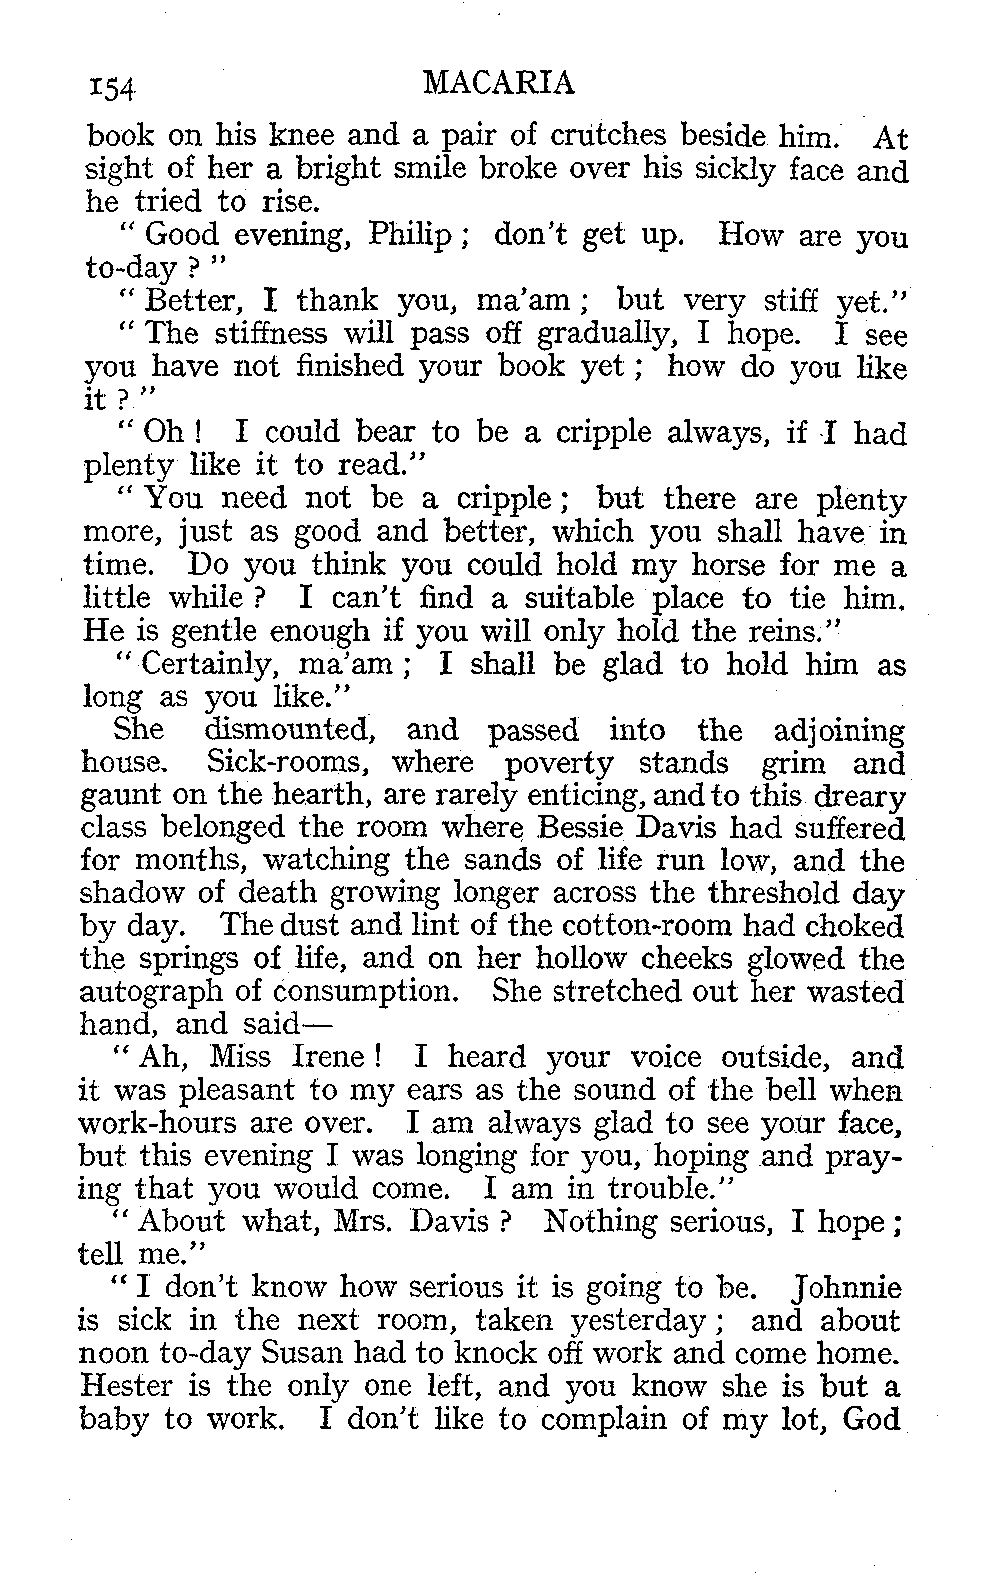 154 MACARIA
book on his knee and a pair of crutches beside him. At
sight of her a bright smile broke over his sickly face and
he tried to rise.
“ Good evening, Philip ; don't get up. How are you
to-day ? ”
“ Better, I thank you, ma'am ; but very stiff yet.”
“ The stiffness will pass off gradually, I hope. I see
you have not finished your book yet ; how do you like
it ? ”
“ Oh ! I could bear to be a cripple always, if I had
plenty like it to read.”
“ You need not be a cripple ; but there are plenty
more, just as good and better, which you shall have in
time. Do you think you could hold my horse for me a
little while ? I can't find a suitable place to tie him.
He is gentle enough if you will only hold the reins.”
“ Certainly, ma'am ; I shall be glad to hold him as
long as you like.”
She dismounted, and passed into the adjoining
house. Sick-rooms, where poverty stands grim and
gaunt on the hearth, are rarely enticing, and to this dreary
class belonged the room where Bessie Davis had suffered
for months, watching the sands of life run low, and the
shadow of death growing longer across the threshold day
by day. The dust and lint of the cotton-room had choked
the springs of life, and on her hollow cheeks glowed the
autograph of consumption. She stretched out her wasted
hand, and said—
“ Ah, Miss Irene ! I heard your voice outside, and
it was pleasant to my ears as the sound of the bell when
work-hours are over. I am always glad to see your face,
but this evening I was longing for you, hoping and pray-
ing that you would come. I am in trouble.”
“ About what, Mrs. Davis ? Nothing serious, I hope ;
tell me.”
“ I don't know how serious it is going to be. Johnnie
is sick in the next room, taken yesterday ; and about
noon to-day Susan had to knock off work and come home.
Hester is the only one left, and you know she is but a
baby to work. I don't like to complain of my lot, God